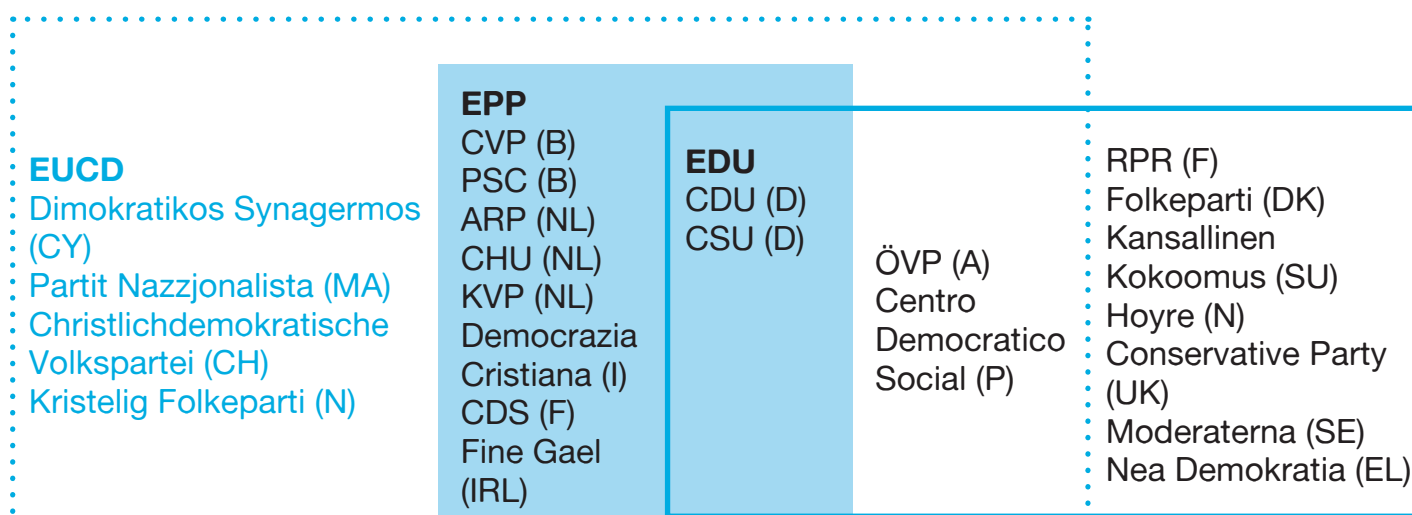 EUCD
Dimokratikos Synagermos
(CY)
Partit Nazzjonalista (MA)
Christlichdemokratische
Volkspartei (CH)
Kristelig Folkeparti (N)
EPP
CVP (B)
PSC (B)
ARP (NL)
CHU (NL)
KVP (NL)
Democrazia
Cristiana (I)
CDS (F)
Fine Gael
(IRL)
EDU
CDU (D)
CSU (D)
ÖVP (A)
Centro
Democratico
Social (P)
RPR (F)
Folkeparti (DK)
Kansallinen
Kokoomus (SU)
Hoyre (N)
Conservative Party
(UK)
Moderaterna (SE)
Nea Demokratia (EL)